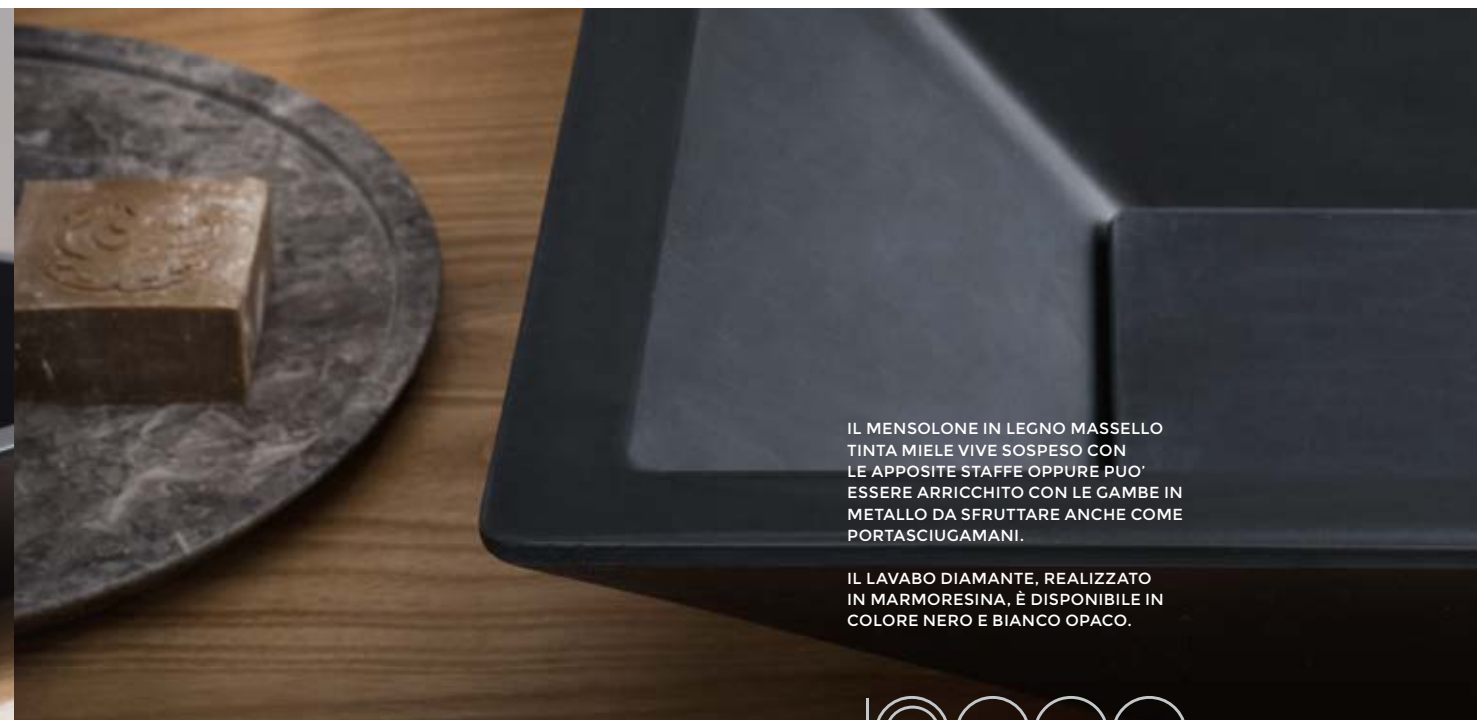 IL MENSOLONE IN LEGNO MASSELLO
TINTA MIELE VIVE SOSPESO CON
LE APPOSITE STAFFE OPPURE PUO’
ESSERE ARRICCHITO CON LE GAMBE IN
METALLO DA SFRUTTARE ANCHE COME
PORTASCIUGAMANI.
IL LAVABO DIAMANTE, REALIZZATO
IN MARMORESINA, È DISPONIBILE IN
COLORE NERO E BIANCO OPACO.